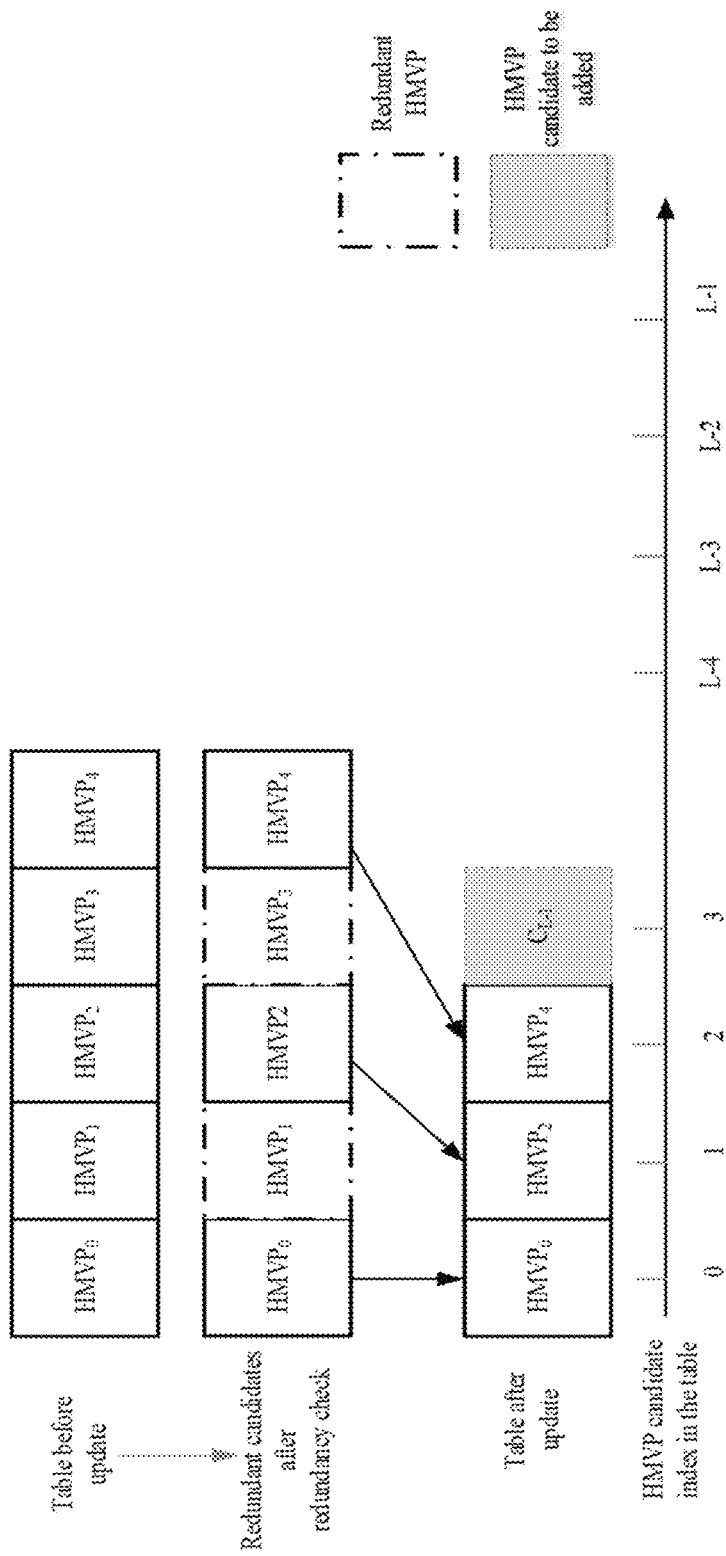 Table before
update
HMVP₀ HMVP₁ HMVP₂ HMVP₃ HMVP₄
Redundant candidates
after
redundancy check
HMVP₀ HMVP₁ HMVP2 HMVP₃ HMVP₄
Table after
update
HMVP₀ HMVP₂ HMVP₄ C_L-1
HMVP candidate
index in the table
0 1 2 3 L-4 L-3 L-2 L-1
Redundant
HMVP
HMVP
candidate to be
added